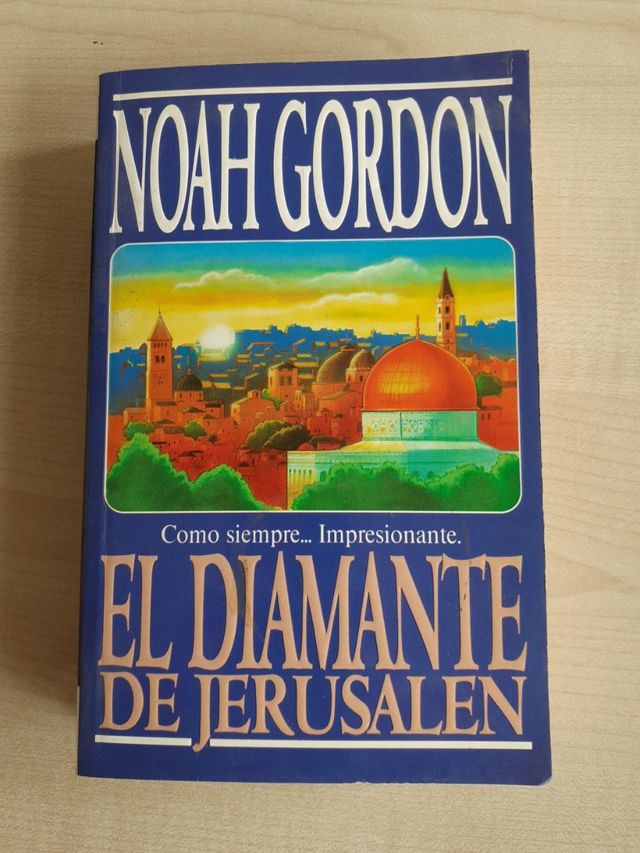 NOAH GORDON
Como siempre... Impresionante.
EL DIAMANTE
DE JERUSALEN